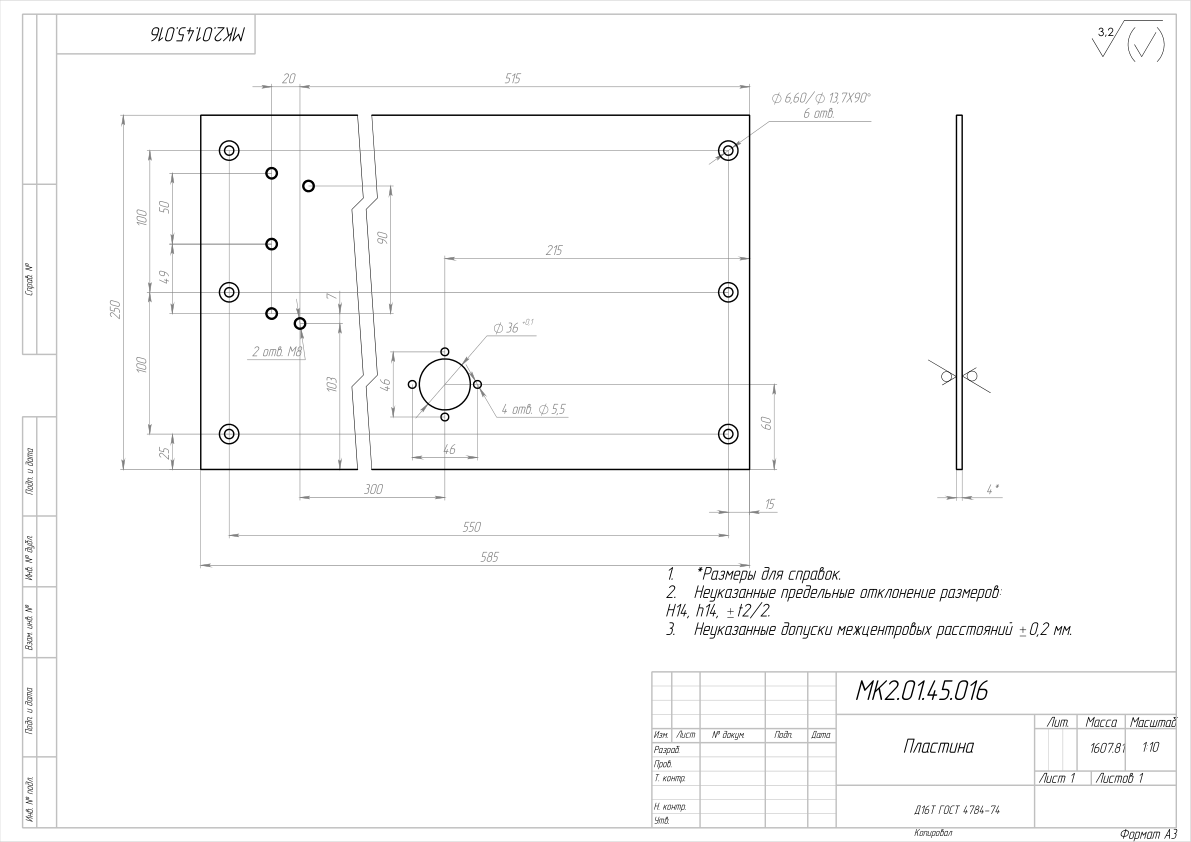 МК2.01.45.016
3,2
20
515
∅ 6,60/∅ 13,7Х90°
6 отв.
100
50
90
215
49
7
250
∅ 36 +0,1
2 отв. М8
100
103
46
4 отв. ∅ 5,5
60
25
46
300
4*
15
550
585
1. *Размеры для справок.
2. Неуказанные предельные отклонение размеров:
Н14, h14, ±t2/2.
3. Неуказанные допуски межцентровых расстояний ±0,2 мм.
Справ. №
Подп. и дата
Инв. № дубл.
Взам. инв. №
Подп. и дата
Инв. № подл.
МК2.01.45.016
Лит. Масса Масштаб
Изм. Лист № докум. Подп. Дата
Разраб.
Пластина
1607.81 1:10
Пров.
Т. контр.
Лист 1 Листов 1
Н. контр.
Д16Т ГОСТ 4784-74
Утв.
Копировал Формат А3